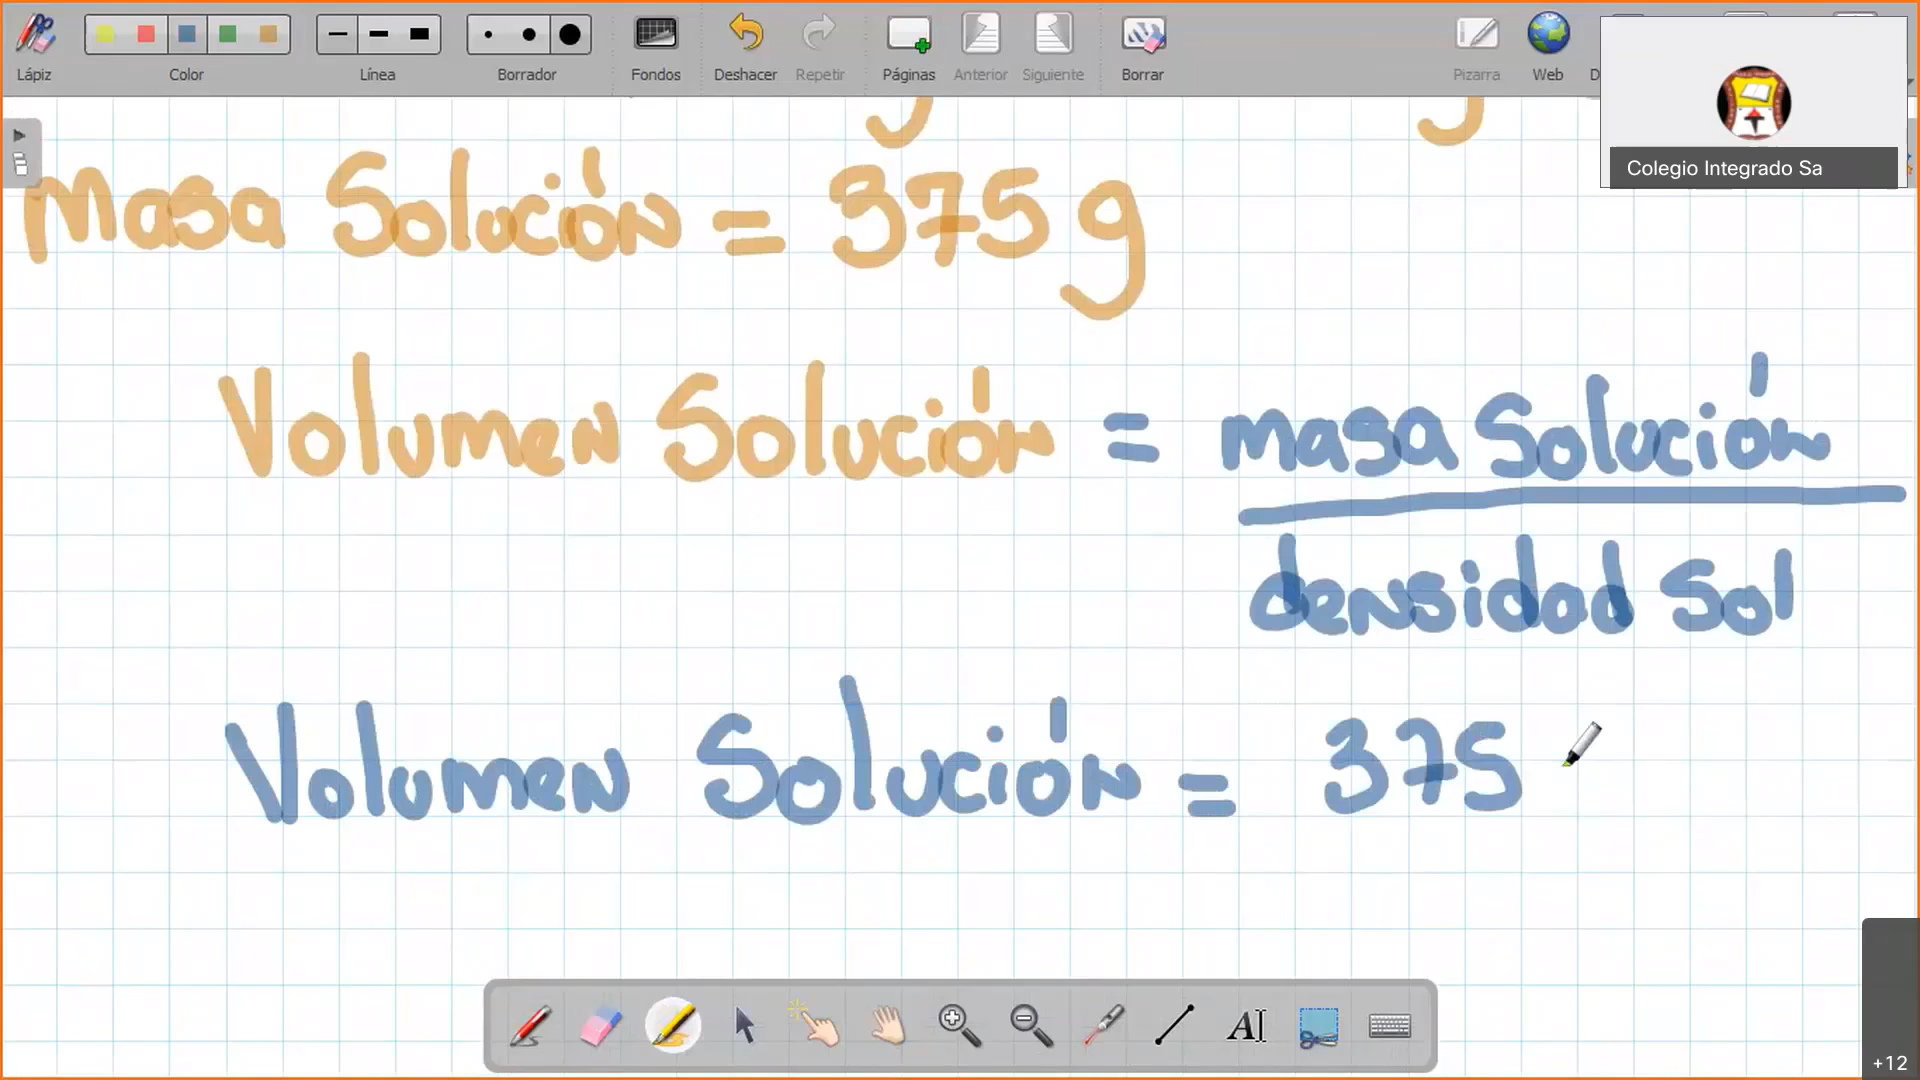 Lápiz
Color
Línea
Borrador
Fondos
Deshacer
Repetir
Páginas
Anterior
Siguiente
Borrar
Pizarra
Web
Colegio Integrado Sa
Masa Solución = 375 g
Volumen Solución = masa Solución
densidad Sol
Volumen Solución = 375
+12